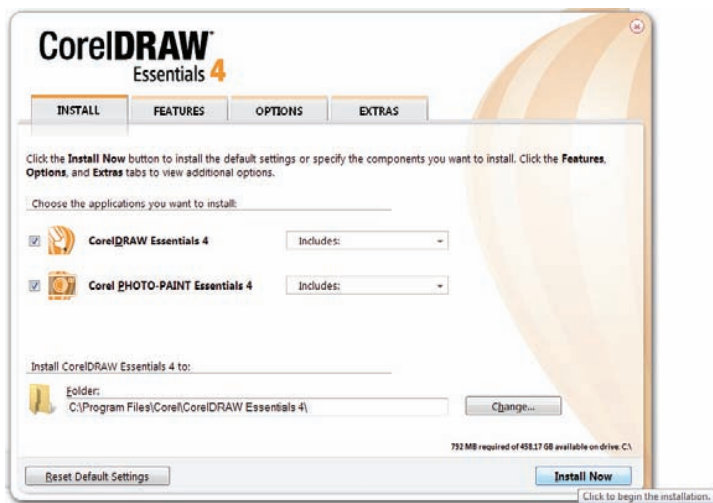 CorelDRAW
Essentials 4
INSTALL FEATURES OPTIONS EXTRAS
Click the Install Now button to install the default settings or specify the components you want to install. Click the Features,
Options, and Extras tabs to view additional options.
Choose the applications you want to install:
CorelDRAW Essentials 4 Includes:
Corel PHOTO-PAINT Essentials 4 Includes:
Install CorelDRAW Essentials 4 to:
Folder:
C:\Program Files\Corel\CorelDRAW Essentials 4\ Change...
792 MB required of 458.17 GB available on drive: C:\
Reset Default Settings Install Now
Click to begin the installation.